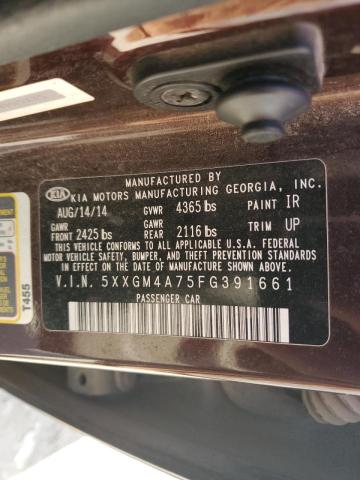 MANUFACTURED BY
KIA KIA MOTORS MANUFACTURING GEORGIA, INC.
AUG/14/14 GVWR 4365 lbs PAINT IR
GAWR FRONT 2425 lbs GAWR REAR 2116 lbs TRIM UP
THIS VEHICLE CONFORMS TO ALL APPLICABLE U.S.A. FEDERAL
MOTOR VEHICLE SAFETY, BUMPER, AND THEFT PREVENTION STANDARDS
IN EFFECT ON THE DATE OF MANUFACTURE SHOWN ABOVE.
V.I.N. 5XXGM4A75FG391661
PASSENGER CAR
T455